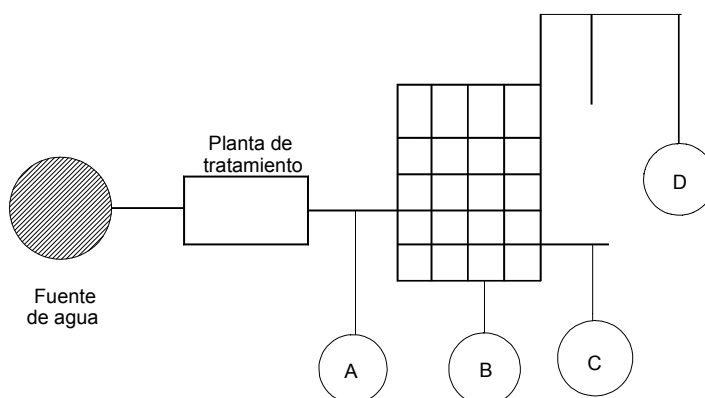 Planta de
tratamiento
Fuente
de agua
A
B
C
D